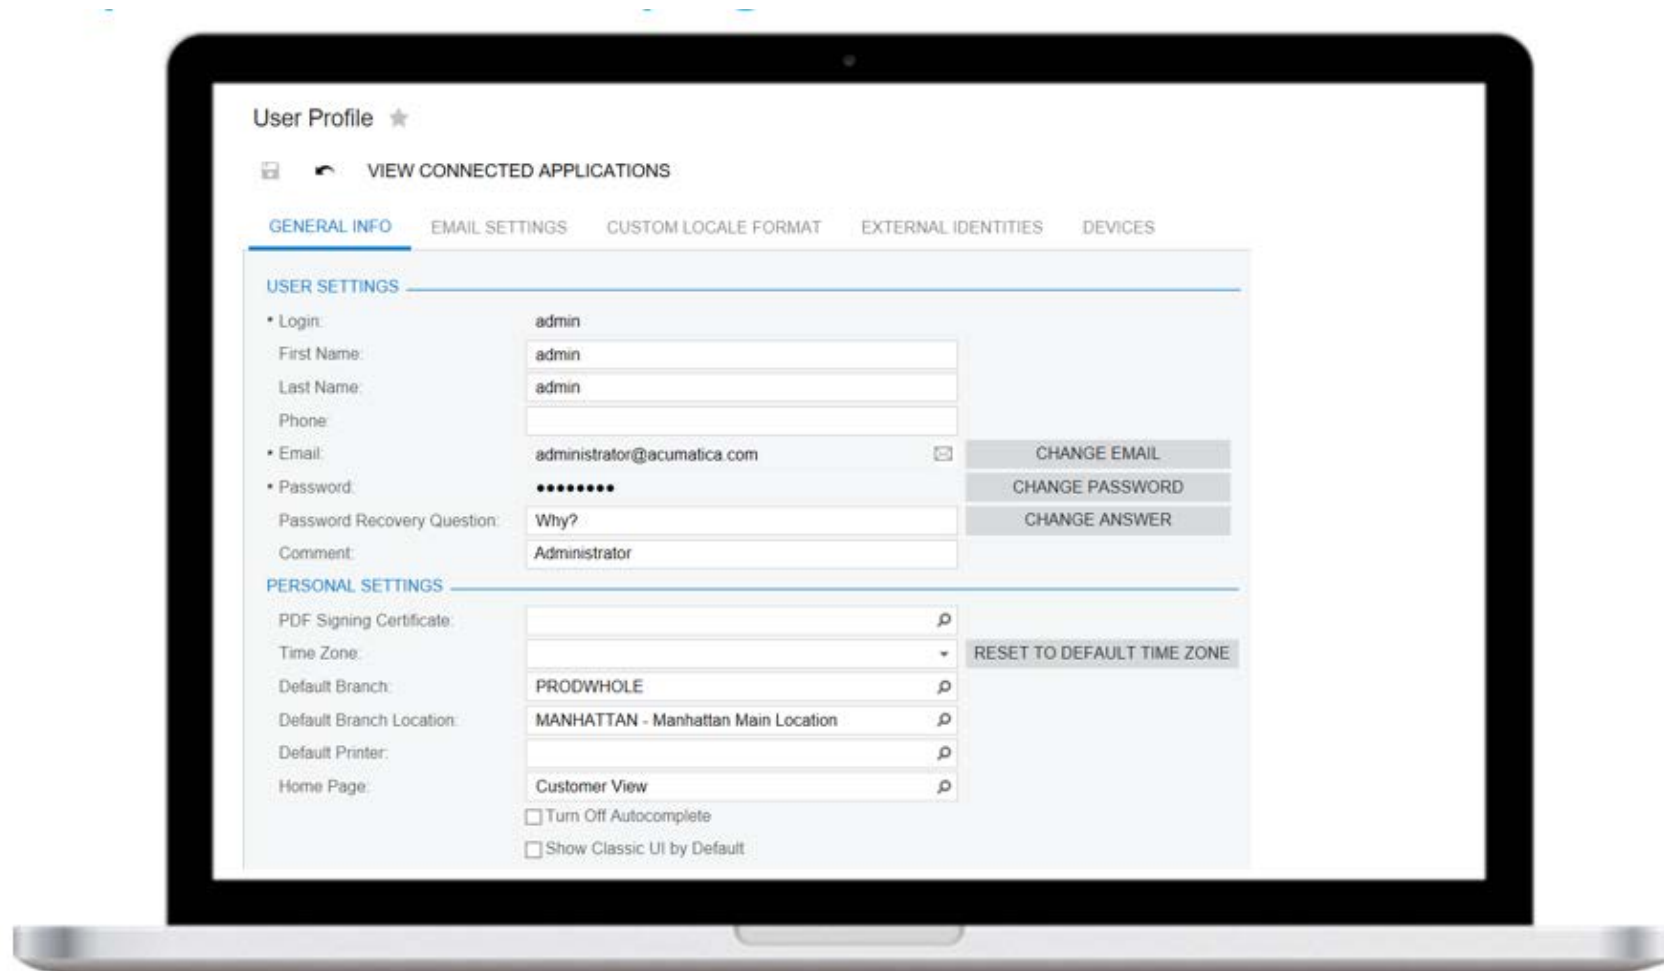 User Profile
VIEW CONNECTED APPLICATIONS
GENERAL INFO EMAIL SETTINGS CUSTOM LOCALE FORMAT EXTERNAL IDENTITIES DEVICES
USER SETTINGS
• Login: admin
First Name: admin
Last Name: admin
Phone:
• Email: administrator@acumatica.com CHANGE EMAIL
• Password: •••••••• CHANGE PASSWORD
Password Recovery Question: Why? CHANGE ANSWER
Comment: Administrator
PERSONAL SETTINGS
PDF Signing Certificate:
Time Zone: RESET TO DEFAULT TIME ZONE
Default Branch: PRODWHOLE
Default Branch Location: MANHATTAN - Manhattan Main Location
Default Printer:
Home Page: Customer View
Turn Off Autocomplete
Show Classic UI by Default